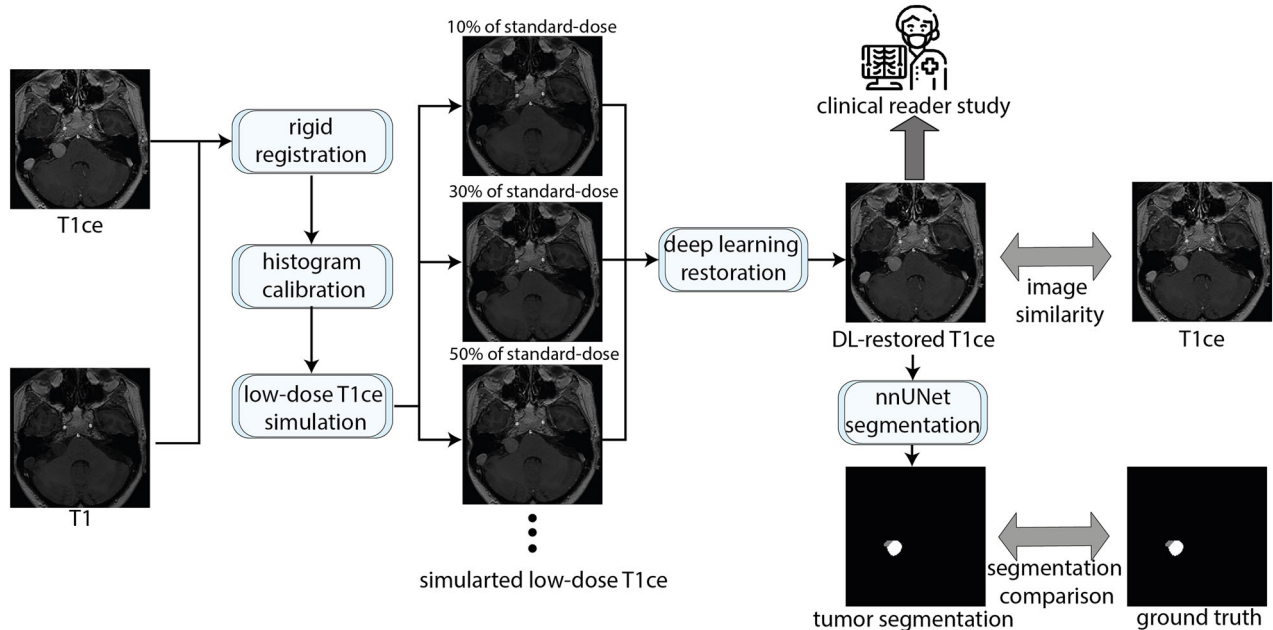 10% of standard-dose
clinical reader study
rigid
registration
T1ce
30% of standard-dose
histogram
calibration
deep learning
restoration
image
similarity
DL-restored T1ce
T1ce
50% of standard-dose
low-dose T1ce
simulation
nnUNet
segmentation
T1
simularted low-dose T1ce
segmentation
comparison
tumor segmentation
ground truth